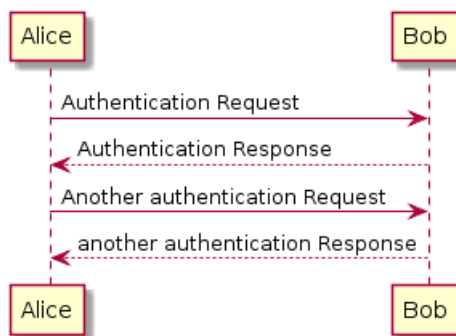 Alice Bob
Authentication Request
Authentication Response
Another authentication Request
another authentication Response
Alice Bob